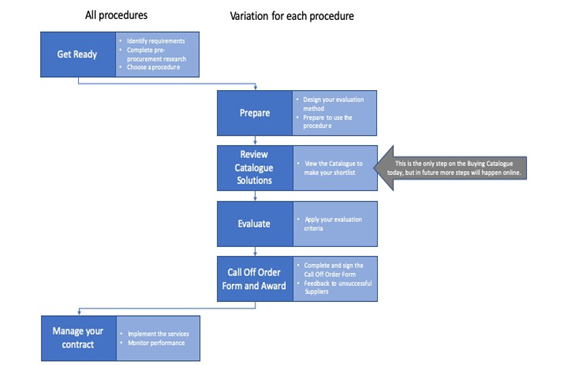 All procedures
Variation for each procedure
Get Ready
• Identify requirements
• Complete pre-
procurement research
• Choose a procedure
Prepare
• Design your evaluation
method
• Prepare to use the
procedure
Review
Catalogue
Solutions
• View the Catalogue to
make your shortlist
This is the only step on the Buying Catalogue
today, but in future more steps will happen online.
Evaluate
• Apply your evaluation
criteria
Call Off Order
Form and Award
• Complete and sign the
Call Off Order Form
• Feedback to unsuccessful
Suppliers
Manage your
contract
• Implement the services
• Monitor performance